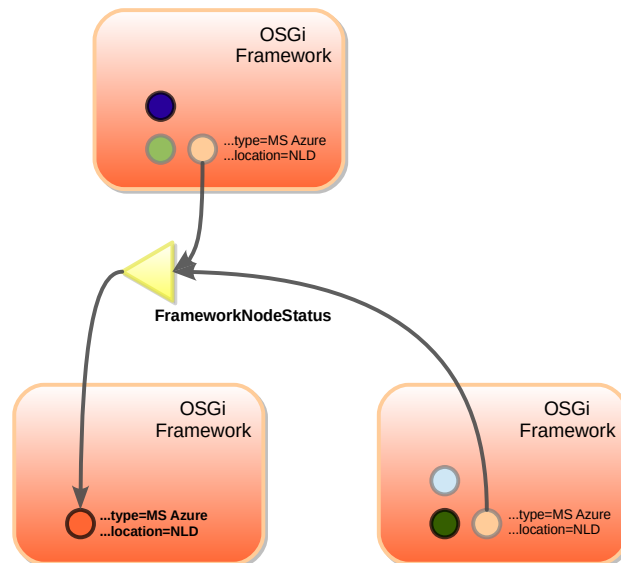 OSGi
Framework
...type=MS Azure
...location=NLD
FrameworkNodeStatus
OSGi
Framework
...type=MS Azure
...location=NLD
OSGi
Framework
...type=MS Azure
...location=NLD